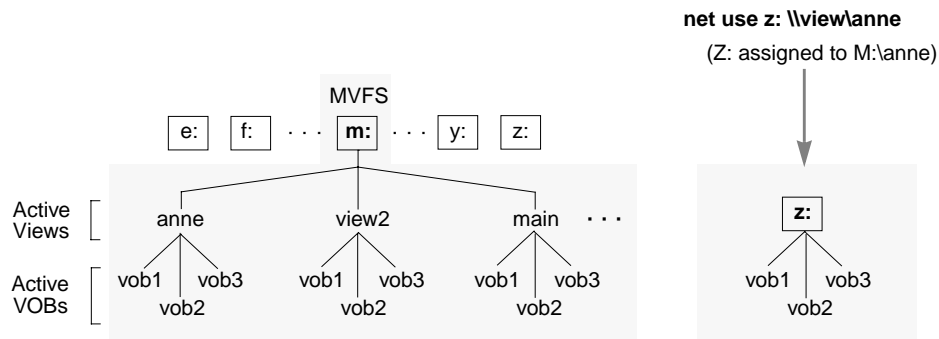 net use z: \\view\anne
(Z: assigned to M:\anne)
MVFS
e: f: · · · m: · · · y: z:
Active
Views
anne view2 main · · ·
z:
Active
VOBs
vob1 vob3 vob1 vob3 vob1 vob3 vob1 vob3
vob2 vob2 vob2 vob2